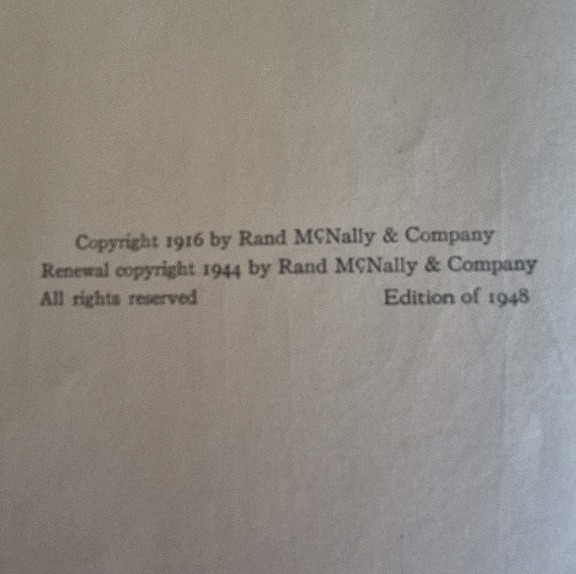 Copyright 1916 by Rand McNally & Company
Renewal copyright 1944 by Rand McNally & Company
All rights reserved Edition of 1948